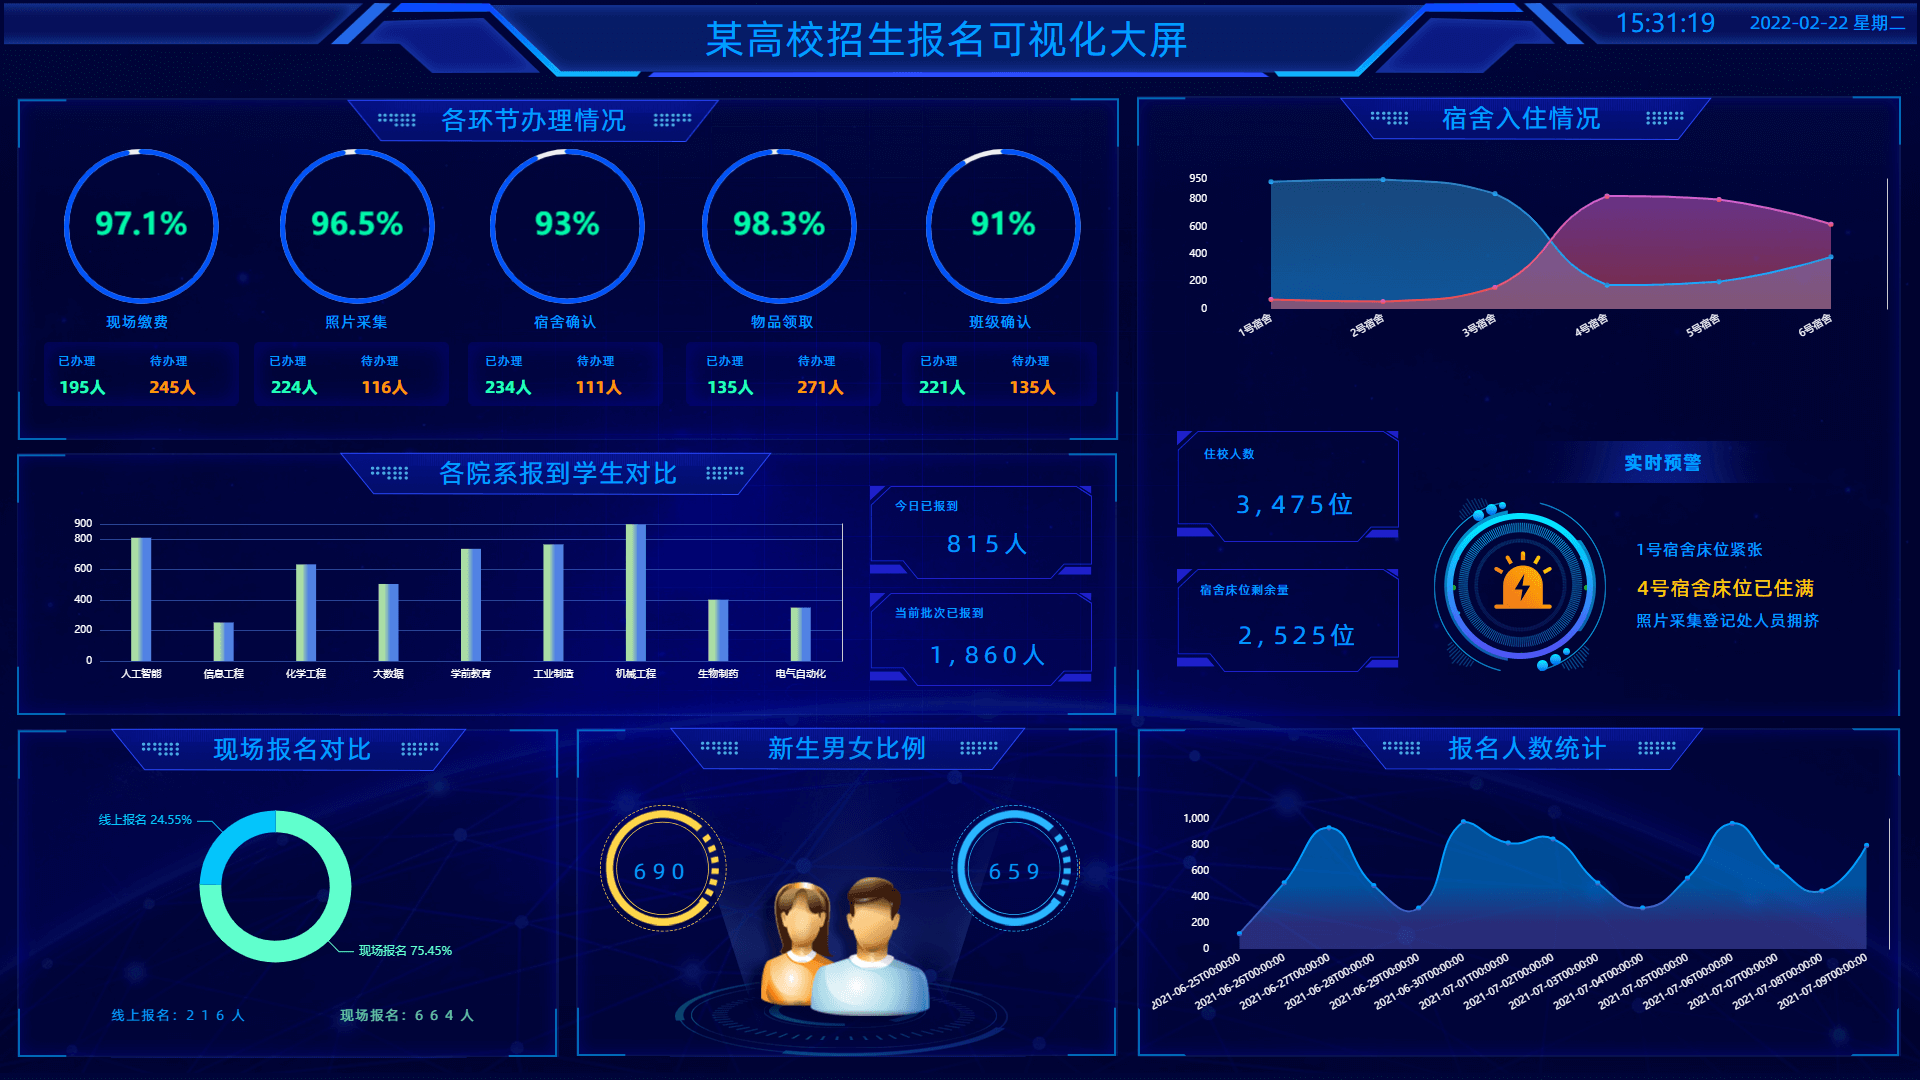 某高校招生报名可视化大屏
15:31:19
2022-02-22 星期二
各环节办理情况
97.1%
96.5%
93%
98.3%
91%
现场缴费
照片采集
宿舍确认
物品领取
班级确认
已办理 待办理
195人 245人
已办理 待办理
224人 116人
已办理 待办理
234人 111人
已办理 待办理
135人 271人
已办理 待办理
221人 135人
宿舍入住情况
950
800
600
400
200
0
1号宿舍
2号宿舍
3号宿舍
4号宿舍
5号宿舍
6号宿舍
住校人数
3,475位
宿舍床位剩余量
2,525位
实时预警
1号宿舍床位紧张
4号宿舍床位已住满
照片采集登记处人员拥挤
各院系报到学生对比
900
800
600
400
200
0
人工智能
信息工程
化学工程
大数据
学前教育
工业制造
机械工程
生物制药
电气自动化
今日已报到
815人
当前批次已报到
1,860人
现场报名对比
线上报名 24.55%
现场报名 75.45%
线上报名：216人
现场报名：664人
新生男女比例
690
659
报名人数统计
1,000
800
600
400
200
0
2021-06-25T00:00:00
2021-06-26T00:00:00
2021-06-27T00:00:00
2021-06-28T00:00:00
2021-06-29T00:00:00
2021-06-30T00:00:00
2021-07-01T00:00:00
2021-07-02T00:00:00
2021-07-03T00:00:00
2021-07-04T00:00:00
2021-07-05T00:00:00
2021-07-06T00:00:00
2021-07-07T00:00:00
2021-07-08T00:00:00
2021-07-09T00:00:00